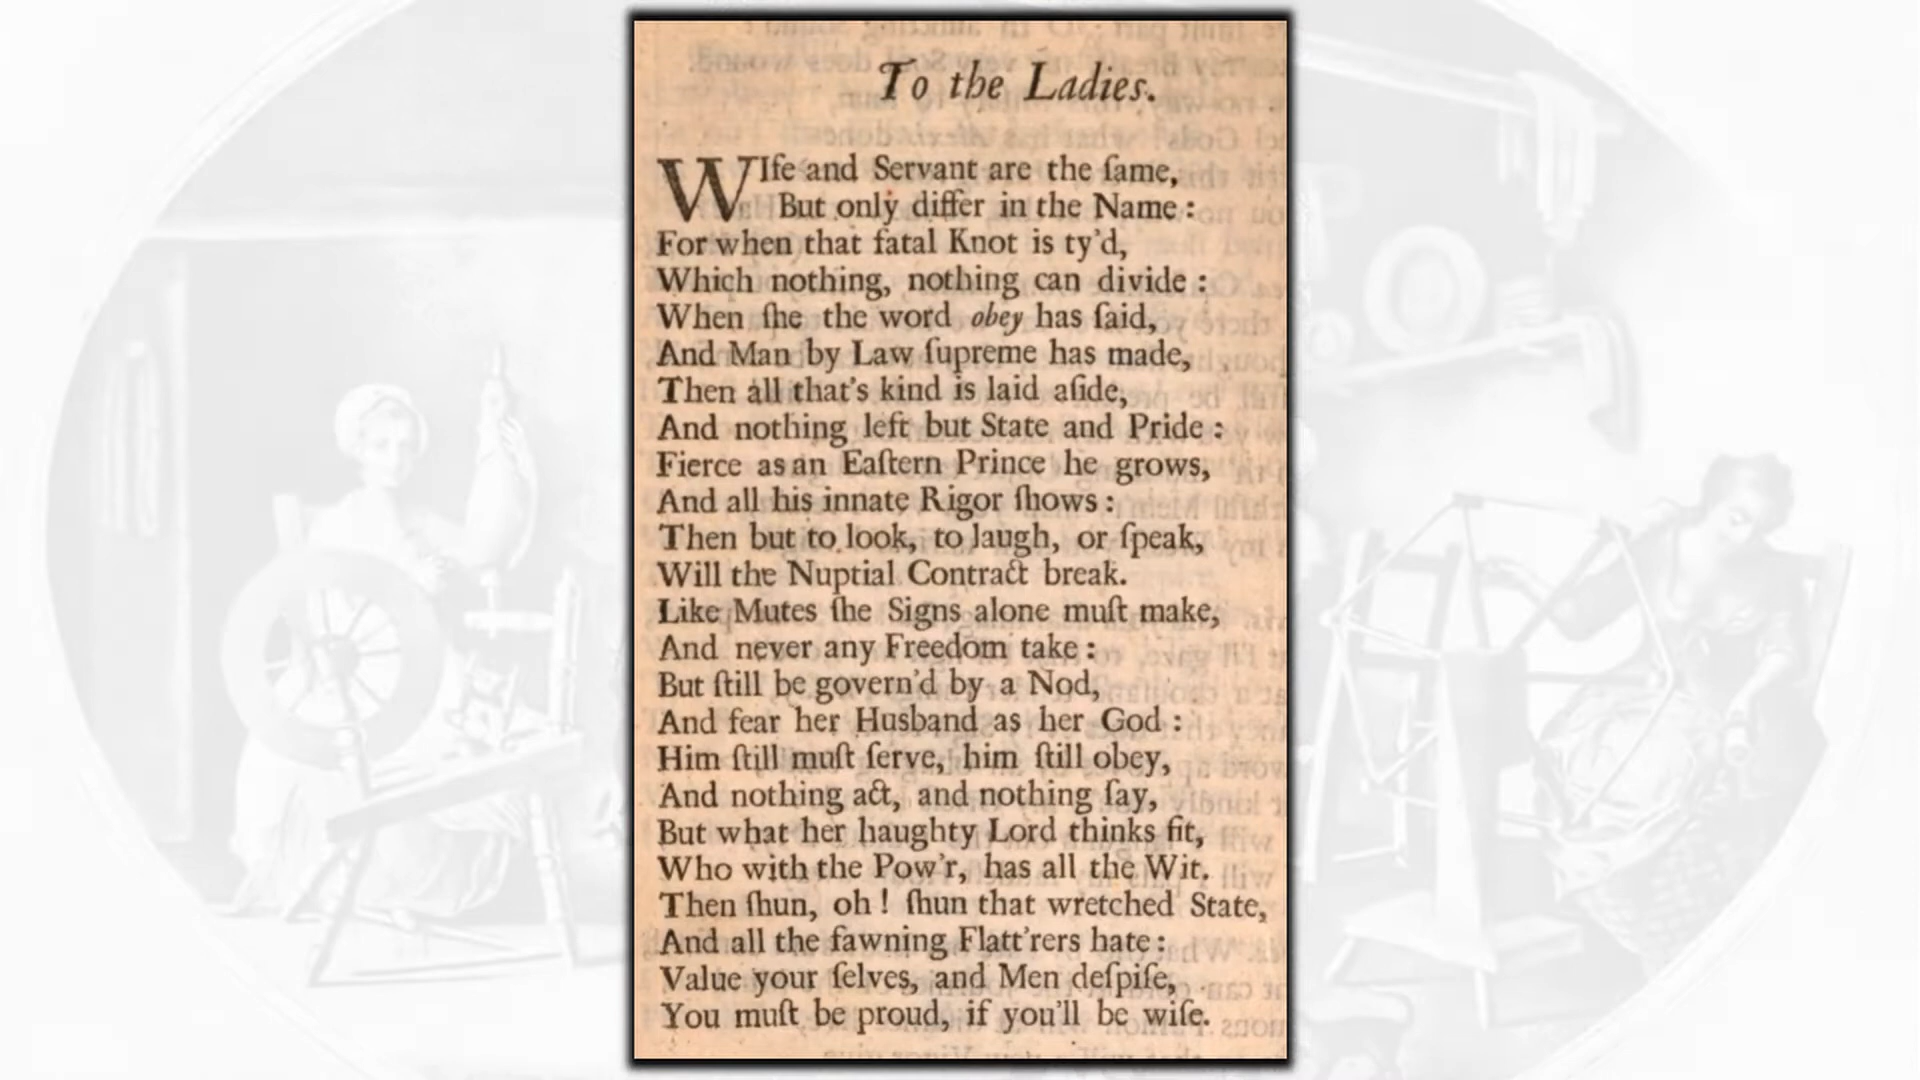 To the Ladies.
WIfe and Servant are the ſame,
But only differ in the Name:
For when that fatal Knot is ty'd,
Which nothing, nothing can divide:
When ſhe the word obey has ſaid,
And Man by Law ſupreme has made,
Then all that's kind is laid aſide,
And nothing left but State and Pride:
Fierce as an Eaſtern Prince he grows,
And all his innate Rigor ſhows:
Then but to look, to laugh, or ſpeak,
Will the Nuptial Contract break.
Like Mutes ſhe Signs alone muſt make,
And never any Freedom take:
But ſtill be govern'd by a Nod,
And fear her Husband as her God:
Him ſtill muſt ſerve, him ſtill obey,
And nothing act, and nothing ſay,
But what her haughty Lord thinks fit,
Who with the Pow'r, has all the Wit.
Then ſhun, oh! ſhun that wretched State,
And all the fawning Flatt'rers hate:
Value your ſelves, and Men deſpiſe,
You muſt be proud, if you'll be wiſe.